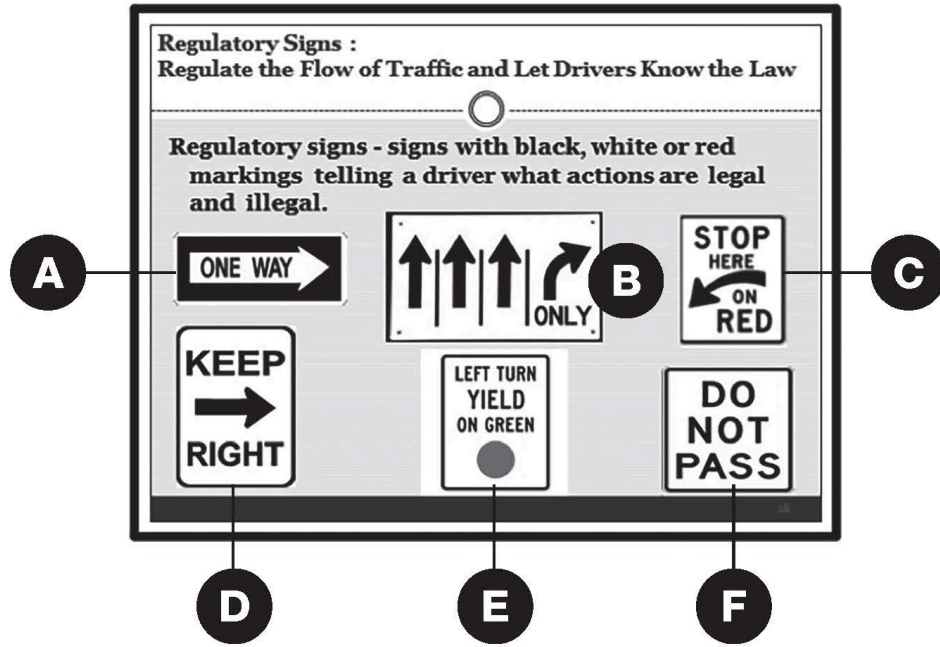 Regulatory Signs :
Regulate the Flow of Traffic and Let Drivers Know the Law
Regulatory signs - signs with black, white or red
markings telling a driver what actions are legal
and illegal.
A
ONE WAY
ONLY
B
STOP
HERE
ON
RED
C
KEEP
RIGHT
LEFT TURN
YIELD
ON GREEN
DO
NOT
PASS
D
E
F